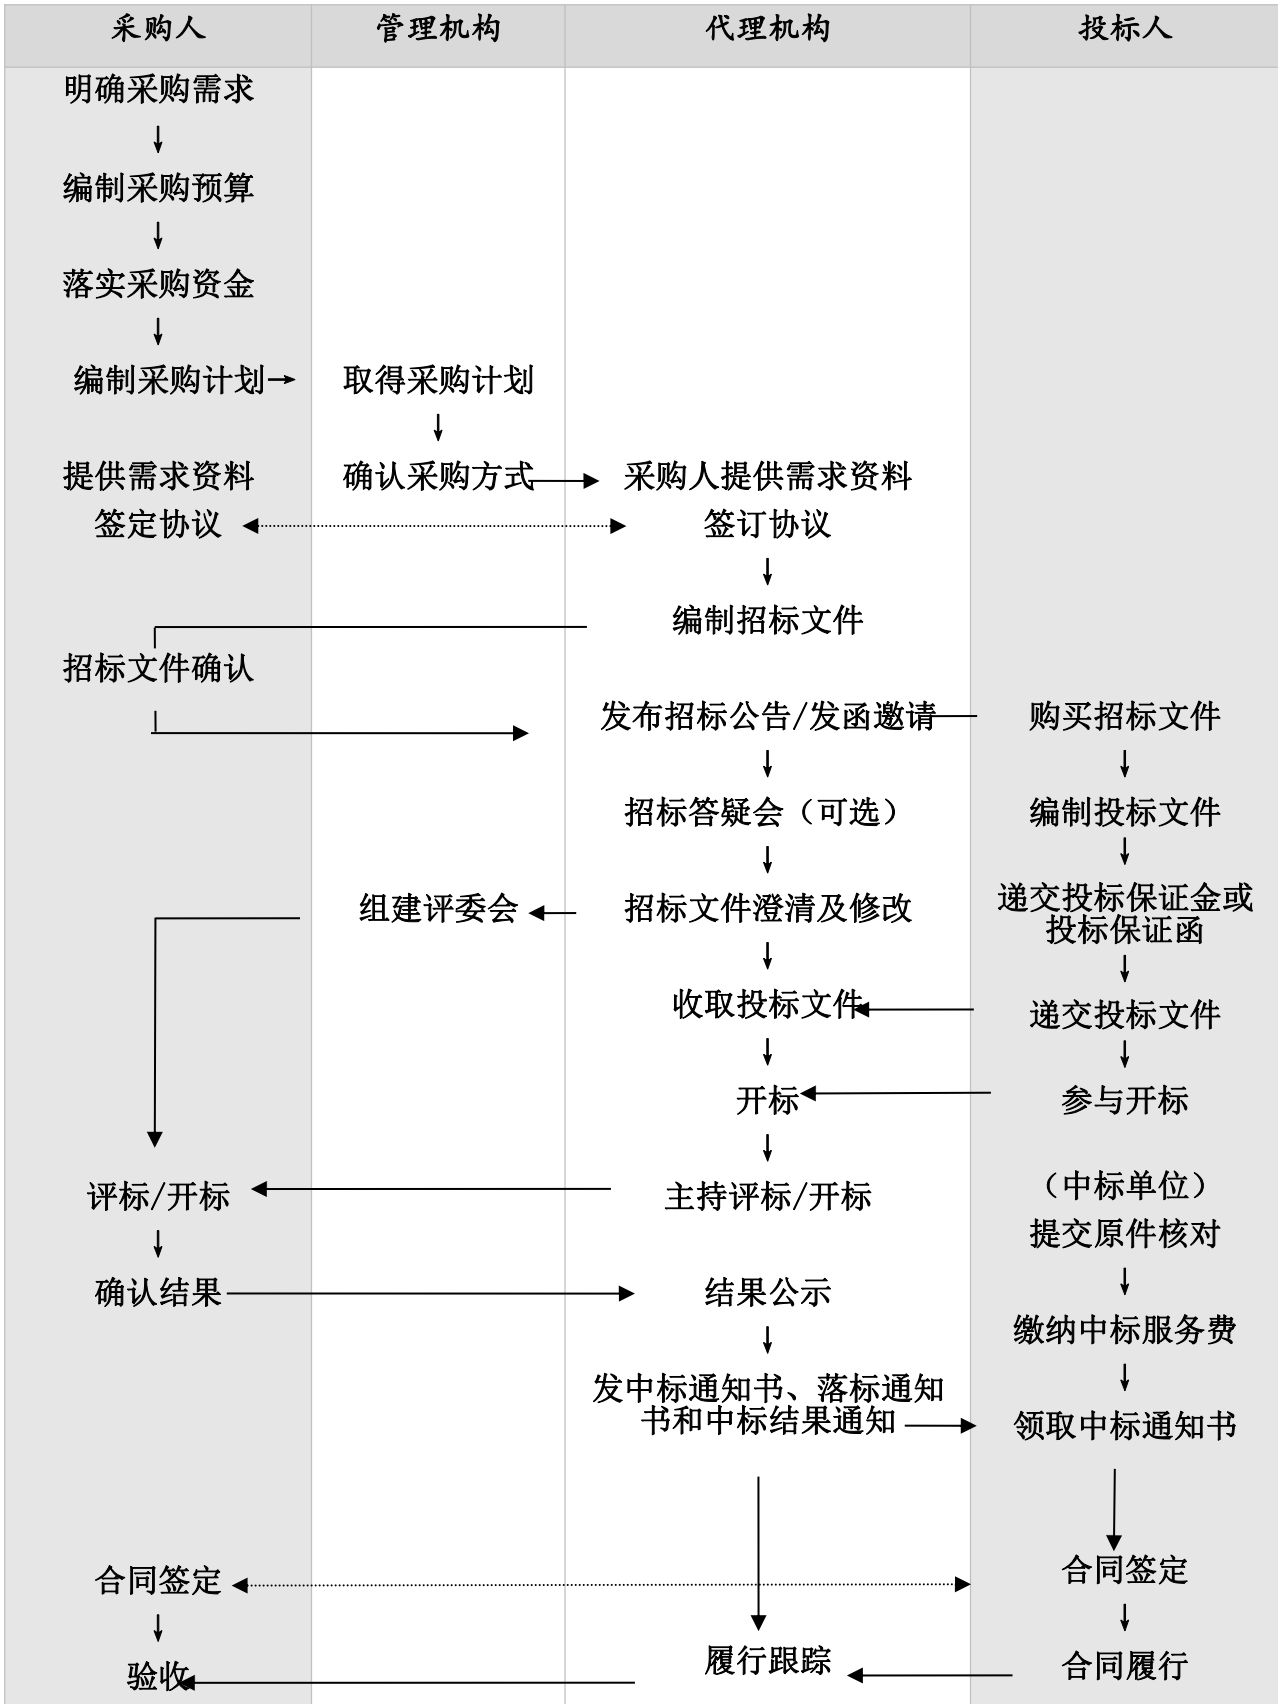 采购人 管理机构 代理机构 投标人
明确采购需求
编制采购预算
落实采购资金
编制采购计划 取得采购计划
提供需求资料 确认采购方式 采购人提供需求资料
签定协议 签订协议
编制招标文件
招标文件确认
发布招标公告/发函邀请 购买招标文件
招标答疑会（可选） 编制投标文件
组建评委会 招标文件澄清及修改 递交投标保证金或
投标保证函
收取投标文件 递交投标文件
开标 参与开标
评标/开标 主持评标/开标 （中标单位）
提交原件核对
确认结果 结果公示
缴纳中标服务费
发中标通知书、落标通知
书和中标结果通知 领取中标通知书
合同签定 合同签定
验收 履行跟踪 合同履行